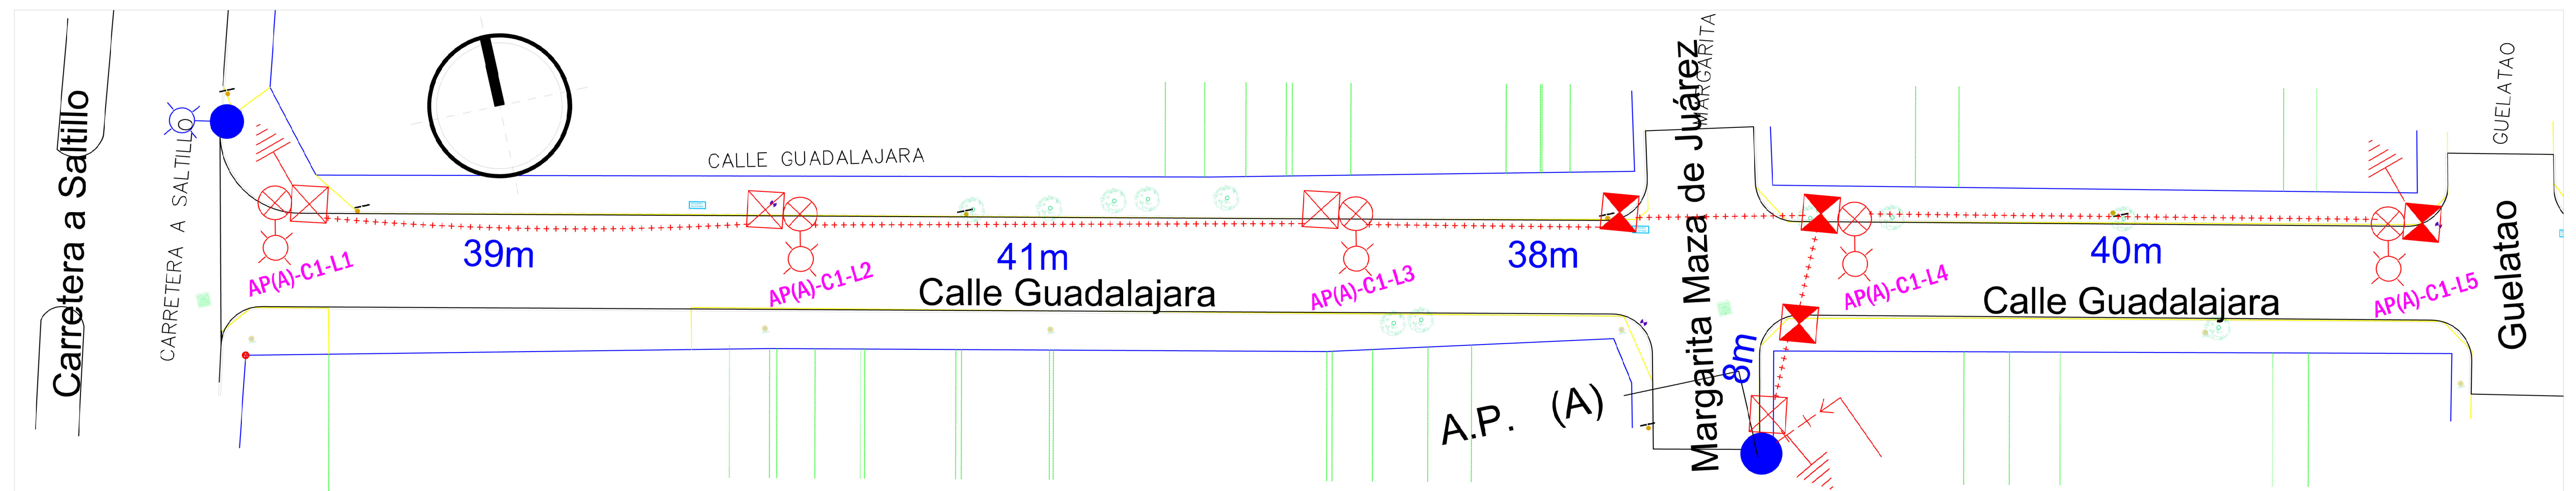 Carretera a Saltillo
CARRETERA A SALTILLO
CALLE GUADALAJARA
AP(A)-C1-L1
39m
AP(A)-C1-L2
41m
Calle Guadalajara
AP(A)-C1-L3
38m
A.P. (A)
Margarita Maza de Juárez
MARGARITA
8m
AP(A)-C1-L4
40m
Calle Guadalajara
AP(A)-C1-L5
GUELATAO
Guelatao